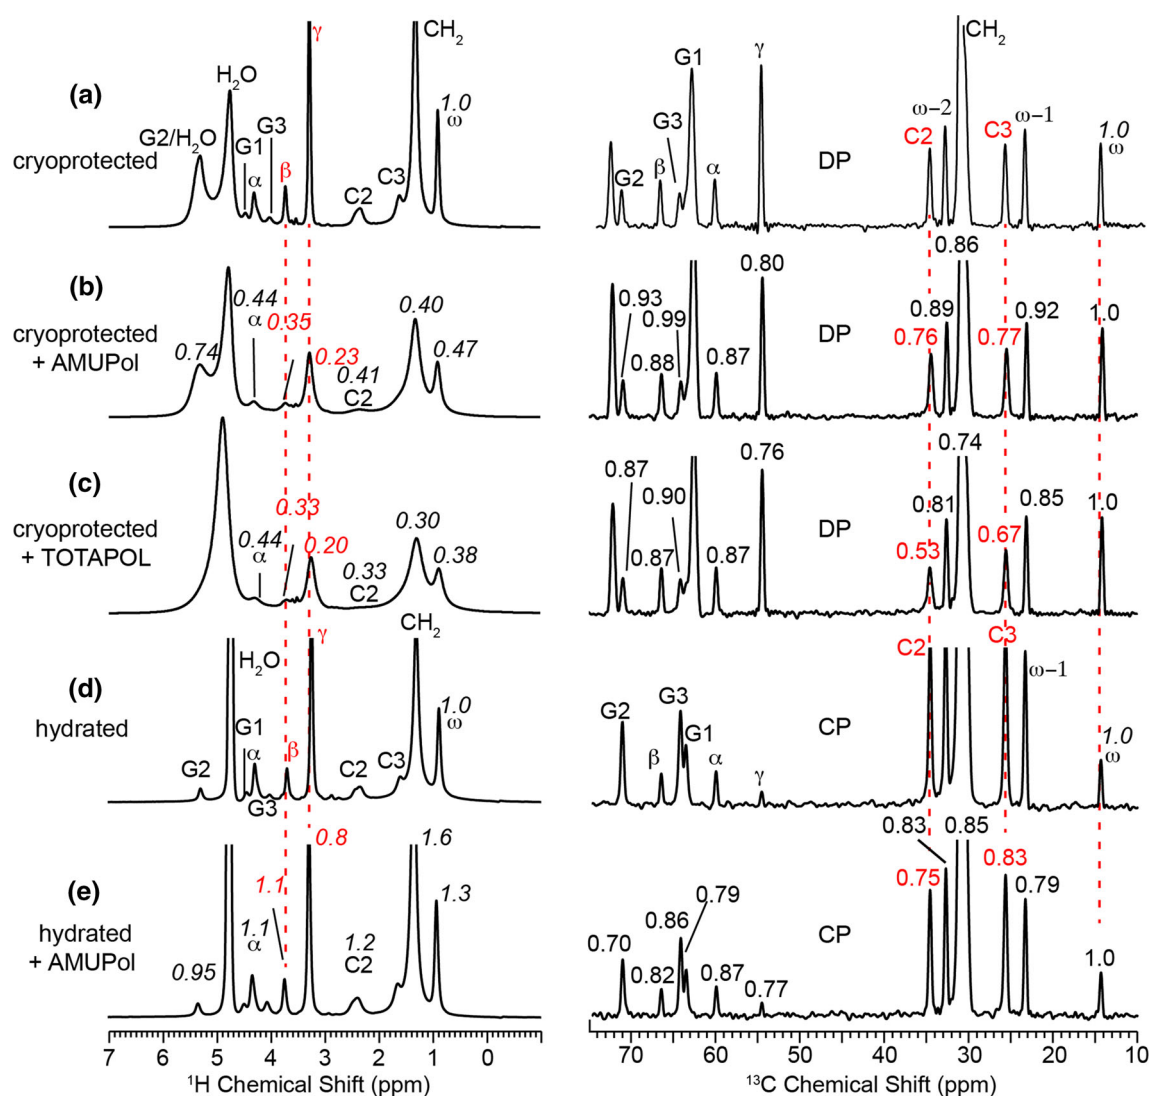 γ
CH2
H2O
(a)
cryoprotected
G2/H2O
G1
α
G3
β
C2
C3
1.0
ω
G2
β
G3
G1
α
γ
DP
C2
ω-2
CH2
C3
ω-1
1.0
ω
(b)
cryoprotected
+ AMUPol
0.74
0.44
α
0.35
0.23
0.41
C2
0.40
0.47
0.93
0.88
0.99
0.87
0.80
DP
0.76
0.89
0.86
0.77
0.92
1.0
(c)
cryoprotected
+ TOTAPOL
0.44
α
0.33
0.20
0.33
C2
0.30
0.38
0.87
0.87
0.90
0.87
0.76
DP
0.53
0.81
0.74
0.67
0.85
1.0
(d)
hydrated
G2
H2O
G1
α
G3
β
γ
C2
C3
CH2
1.0
ω
G2
β
G3
G1
α
γ
CP
C2
C3
ω-1
1.0
ω
(e)
hydrated
+ AMUPol
0.95
1.1
α
1.1
0.8
1.2
C2
1.6
1.3
0.70
0.82
0.86
0.79
0.87
0.77
CP
0.75
0.83
0.85
0.83
0.79
1.0
7 6 5 4 3 2 1 0
1H Chemical Shift (ppm)
70 60 50 40 30 20 10
13C Chemical Shift (ppm)